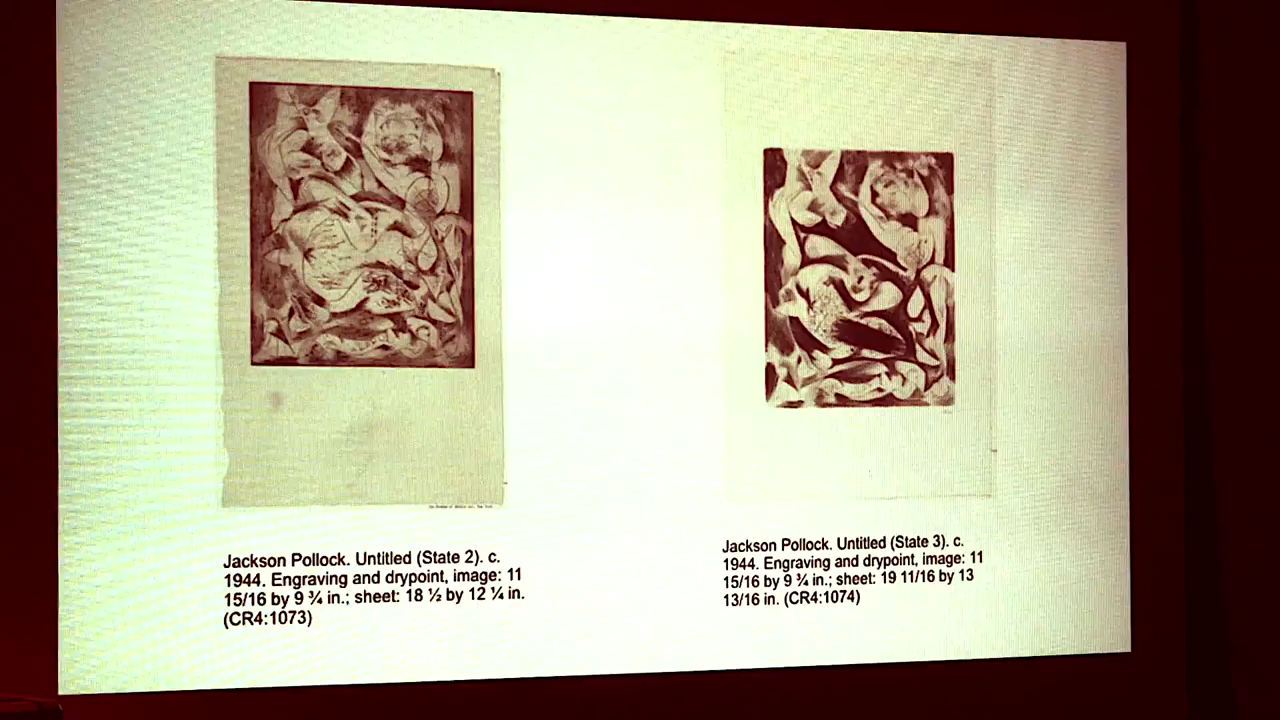 Jackson Pollock. Untitled (State 2). c.
1944. Engraving and drypoint, image: 11
15/16 by 9 ¾ in.; sheet: 18 ½ by 12 ¼ in.
(CR4:1073)
Jackson Pollock. Untitled (State 3). c.
1944. Engraving and drypoint, image: 11
15/16 by 9 ¾ in.; sheet: 19 11/16 by 13
13/16 in. (CR4:1074)